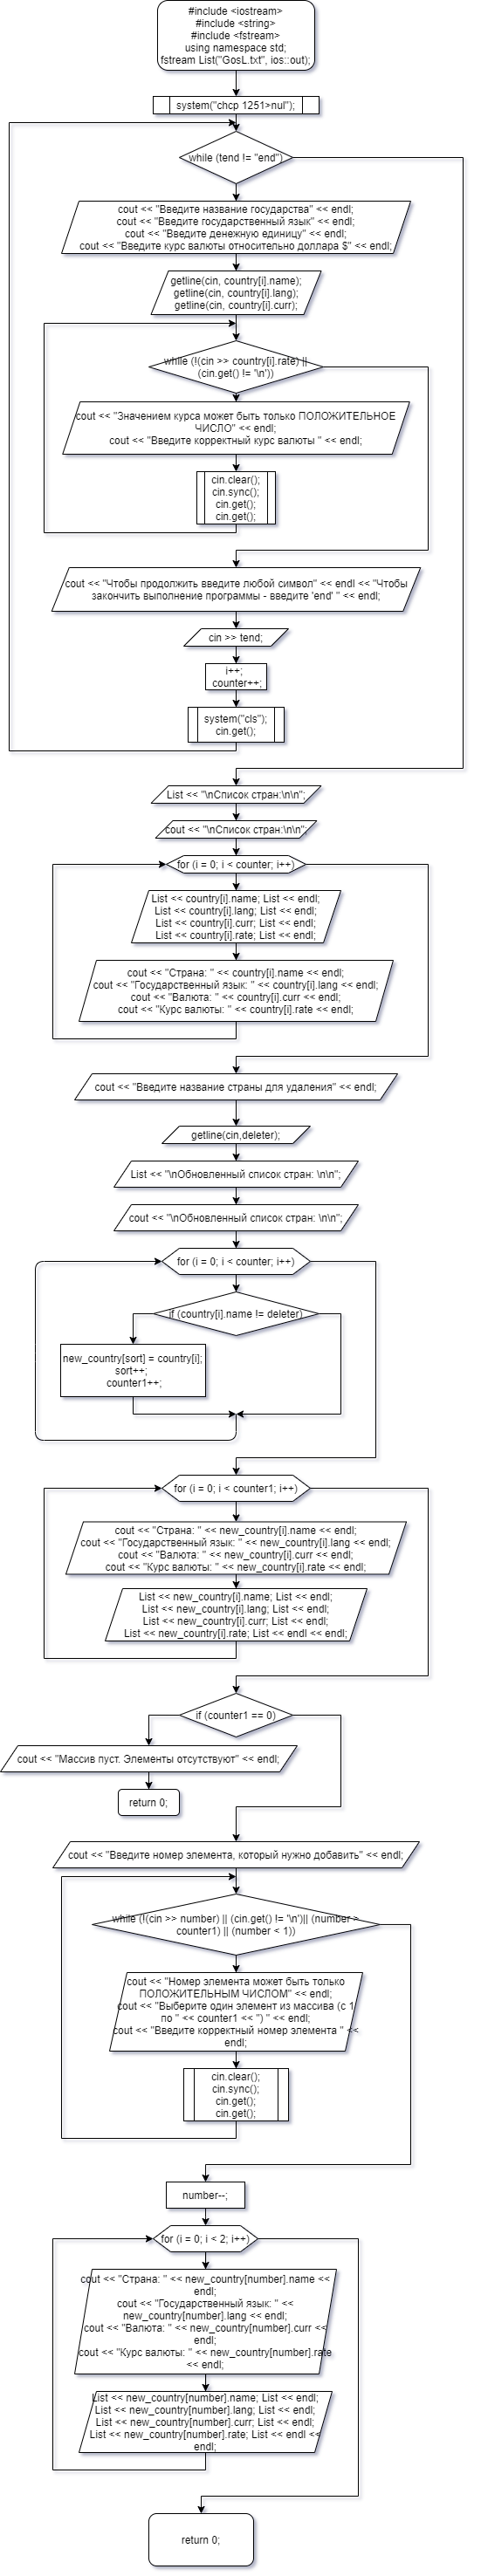 #include <iostream>
#include <string>
#include <fstream>
using namespace std;
fstream List("GosL.txt", ios::out);
system("chcp 1251>nul");
while (tend != "end")
cout << "Введите название государства" << endl;
cout << "Введите государственный язык" << endl;
cout << "Введите денежную единицу" << endl;
cout << "Введите курс валюты относительно доллара $" << endl;
getline(cin, country[i].name);
getline(cin, country[i].lang);
getline(cin, country[i].curr);
while (!(cin >> country[i].rate) ||
(cin.get() != '\n'))
cout << "Значением курса может быть только ПОЛОЖИТЕЛЬНОЕ
ЧИСЛО" << endl;
cout << "Введите корректный курс валюты " << endl;
cin.clear();
cin.sync();
cin.get();
cin.get();
cout << "Чтобы продолжить введите любой символ" << endl << "Чтобы
закончить выполнение программы - введите 'end' " << endl;
cin >> tend;
i++;
counter++;
system("cls");
cin.get();
List << "\nСписок стран:\n\n";
cout << "\nСписок стран:\n\n";
for (i = 0; i < counter; i++)
List << country[i].name; List << endl;
List << country[i].lang; List << endl;
List << country[i].curr; List << endl;
List << country[i].rate; List << endl;
cout << "Страна: " << country[i].name << endl;
cout << "Государственный язык: " << country[i].lang << endl;
cout << "Валюта: " << country[i].curr << endl;
cout << "Курс валюты: " << country[i].rate << endl;
cout << "Введите название страны для удаления" << endl;
getline(cin,deleter);
List << "\nОбновленный список стран: \n\n";
cout << "\nОбновленный список стран: \n\n";
for (i = 0; i < counter; i++)
if (country[i].name != deleter)
new_country[sort] = country[i];
sort++;
counter1++;
for (i = 0; i < counter1; i++)
cout << "Страна: " << new_country[i].name << endl;
cout << "Государственный язык: " << new_country[i].lang << endl;
cout << "Валюта: " << new_country[i].curr << endl;
cout << "Курс валюты: " << new_country[i].rate << endl;
List << new_country[i].name; List << endl;
List << new_country[i].lang; List << endl;
List << new_country[i].curr; List << endl;
List << new_country[i].rate; List << endl << endl;
if (counter1 == 0)
cout << "Массив пуст. Элементы отсутствуют" << endl;
return 0;
cout << "Введите номер элемента, который нужно добавить" << endl;
while (!(cin >> number) || (cin.get() != '\n')|| (number >
counter1) || (number < 1))
cout << "Номер элемента может быть только
ПОЛОЖИТЕЛЬНЫМ ЧИСЛОМ" << endl;
cout << "Выберите один элемент из массива (с 1
по " << counter1 << ") " << endl;
cout << "Введите корректный номер элемента " <<
endl;
cin.clear();
cin.sync();
cin.get();
cin.get();
number--;
for (i = 0; i < 2; i++)
cout << "Страна: " << new_country[number].name <<
endl;
cout << "Государственный язык: " <<
new_country[number].lang << endl;
cout << "Валюта: " << new_country[number].curr <<
endl;
cout << "Курс валюты: " << new_country[number].rate
<< endl;
List << new_country[number].name; List << endl;
List << new_country[number].lang; List << endl;
List << new_country[number].curr; List << endl;
List << new_country[number].rate; List << endl <<
endl;
return 0;